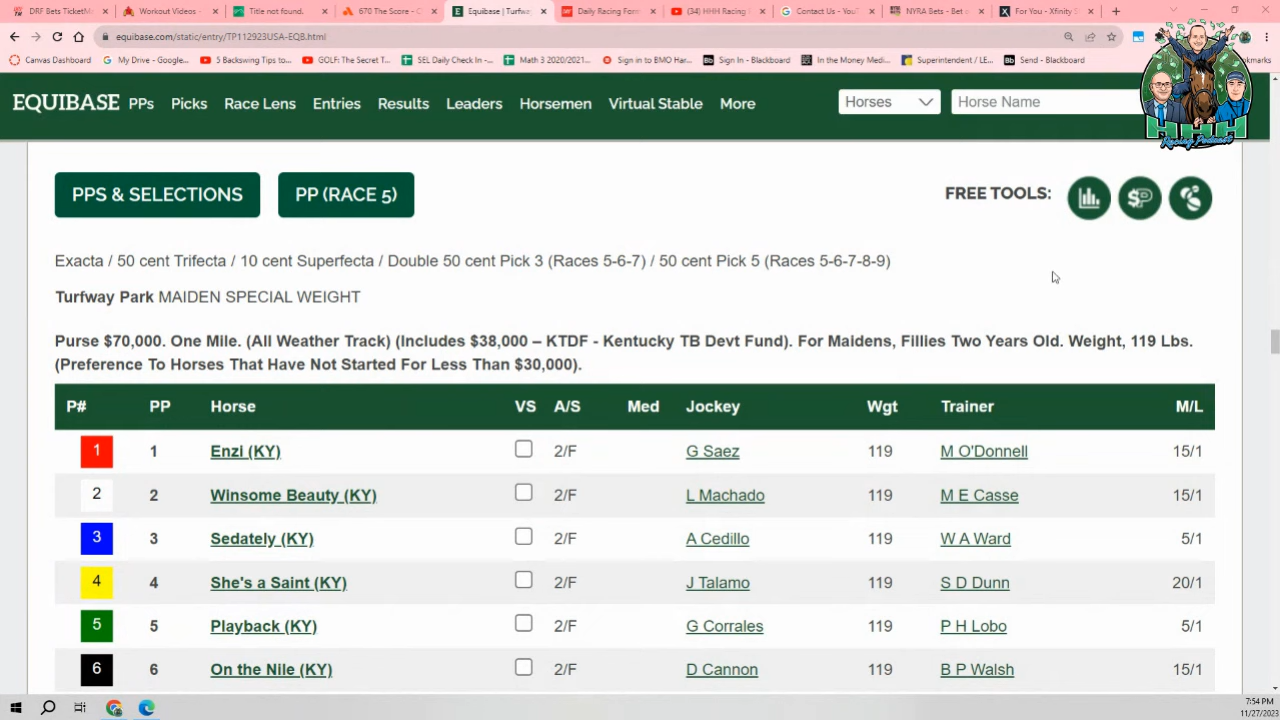 DRF Bets TicketM
Workout Videos -
Title not found.
670 The Score - C
Equibase | Turfwa
Daily Racing Form
(34) HHH Racing
Contact Us - YouT
NYRA Bets - Bet o
For You - Xfinity S
equibase.com/static/entry/TP112923USA-EQB.html
Canvas Dashboard
My Drive - Google...
5 Backswing Tips to...
GOLF: The Secret T...
SEL Daily Check In -...
Math 3 2020/2021...
Sign in to BMO Har...
Bb Sign In - Blackboard
In the Money Medi...
Superintendent / LE...
Bb Send - Blackboard
EQUIBASE PPs Picks Race Lens Entries Results Leaders Horsemen Virtual Stable More
Horses
Horse Name
HHH
Racing Podcast
PPS & SELECTIONS
PP (RACE 5)
FREE TOOLS:
Exacta / 50 cent Trifecta / 10 cent Superfecta / Double 50 cent Pick 3 (Races 5-6-7) / 50 cent Pick 5 (Races 5-6-7-8-9)
Turfway Park MAIDEN SPECIAL WEIGHT
Purse $70,000. One Mile. (All Weather Track) (Includes $38,000 – KTDF - Kentucky TB Devt Fund). For Maidens, Fillies Two Years Old. Weight, 119 Lbs.
(Preference To Horses That Have Not Started For Less Than $30,000).
P# PP Horse VS A/S Med Jockey Wgt Trainer M/L
1 1 Enzi (KY) 2/F G Saez 119 M O'Donnell 15/1
2 2 Winsome Beauty (KY) 2/F L Machado 119 M E Casse 15/1
3 3 Sedately (KY) 2/F A Cedillo 119 W A Ward 5/1
4 4 She's a Saint (KY) 2/F J Talamo 119 S D Dunn 20/1
5 5 Playback (KY) 2/F G Corrales 119 P H Lobo 5/1
6 6 On the Nile (KY) 2/F D Cannon 119 B P Walsh 15/1
7:54 PM
11/27/2023